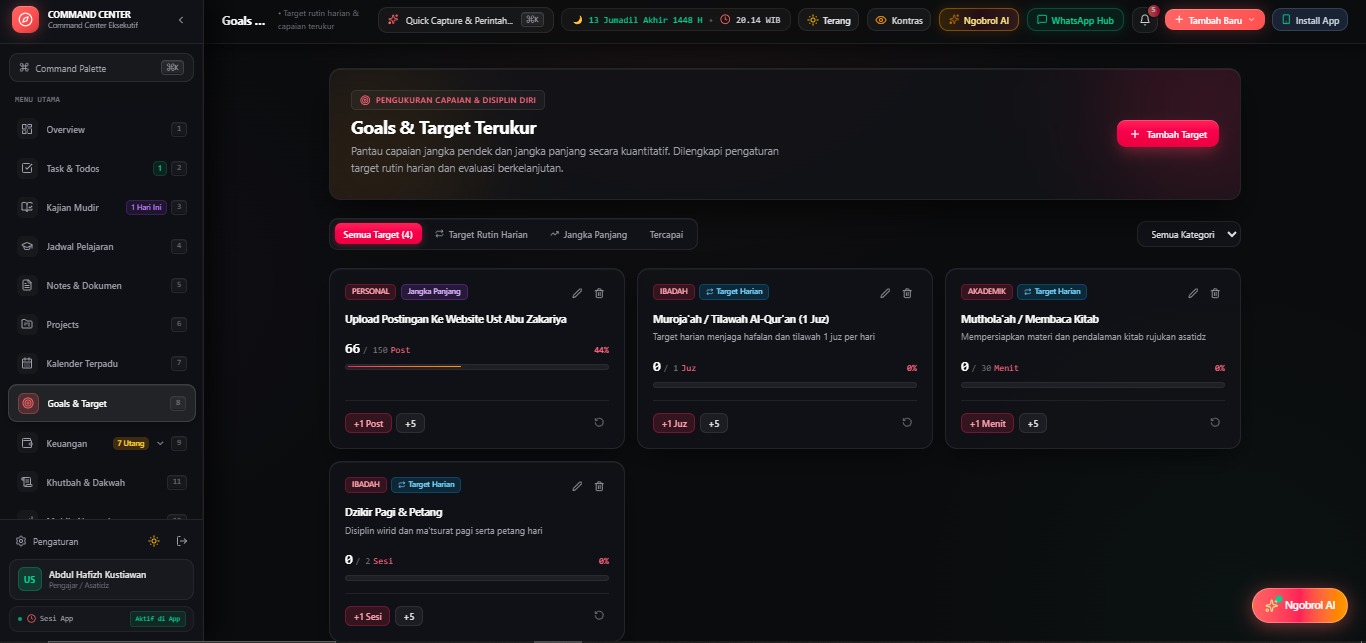 COMMAND CENTER
Command Center Eksekutif
Goals ...
• Target rutin harian &
capaian terukur
Quick Capture & Perintah... ⌘K
13 Jumadil Akhir 1448 H • 20.14 WIB
Terang
Kontras
Ngobrol AI
WhatsApp Hub
5
+ Tambah Baru
Install App
⌘ Command Palette ⌘K
MENU UTAMA
Overview 1
Task & Todos 1 2
Kajian Mudir 1 Hari Ini 3
Jadwal Pelajaran 4
Notes & Dokumen 5
Projects 6
Kalender Terpadu 7
Goals & Target 8
Keuangan 7 Utang 9
Khutbah & Dakwah 11
Pengaturan
US
Abdul Hafizh Kustiawan
Pengajar / Asatidz
Sesi App Aktif di App
PENGUKURAN CAPAIAN & DISIPLIN DIRI
Goals & Target Terukur
Pantau capaian jangka pendek dan jangka panjang secara kuantitatif. Dilengkapi pengaturan
target rutin harian dan evaluasi berkelanjutan.
+ Tambah Target
Semua Target (4) Target Rutin Harian Jangka Panjang Tercapai
Semua Kategori
PERSONAL Jangka Panjang
Upload Postingan Ke Website Ust Abu Zakariya
66 / 150 Post 44%
+1 Post +5
IBADAH Target Harian
Muroja'ah / Tilawah Al-Qur'an (1 Juz)
Target harian menjaga hafalan dan tilawah 1 juz per hari
0 / 1 Juz 0%
+1 Juz +5
AKADEMIK Target Harian
Muthola'ah / Membaca Kitab
Mempersiapkan materi dan pendalaman kitab rujukan asatidz
0 / 30 Menit 0%
+1 Menit +5
IBADAH Target Harian
Dzikir Pagi & Petang
Disiplin wirid dan ma'tsurat pagi serta petang hari
0 / 2 Sesi 0%
+1 Sesi +5
Ngobrol AI